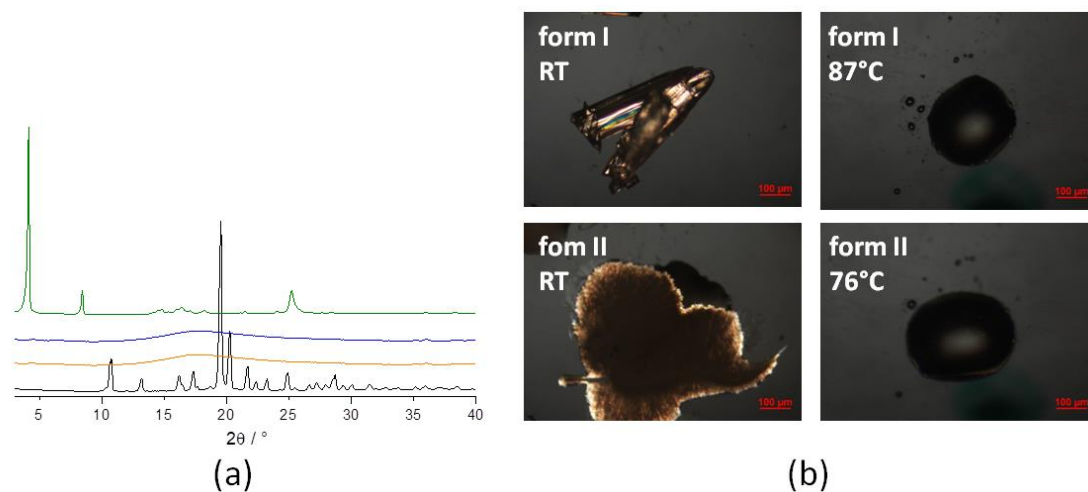 form I
RT
100 µm
form I
87°C
100 µm
fom II
RT
100 µm
form II
76°C
100 µm
5 10 15 20 25 30 35 40
2θ / °
(a)
(b)